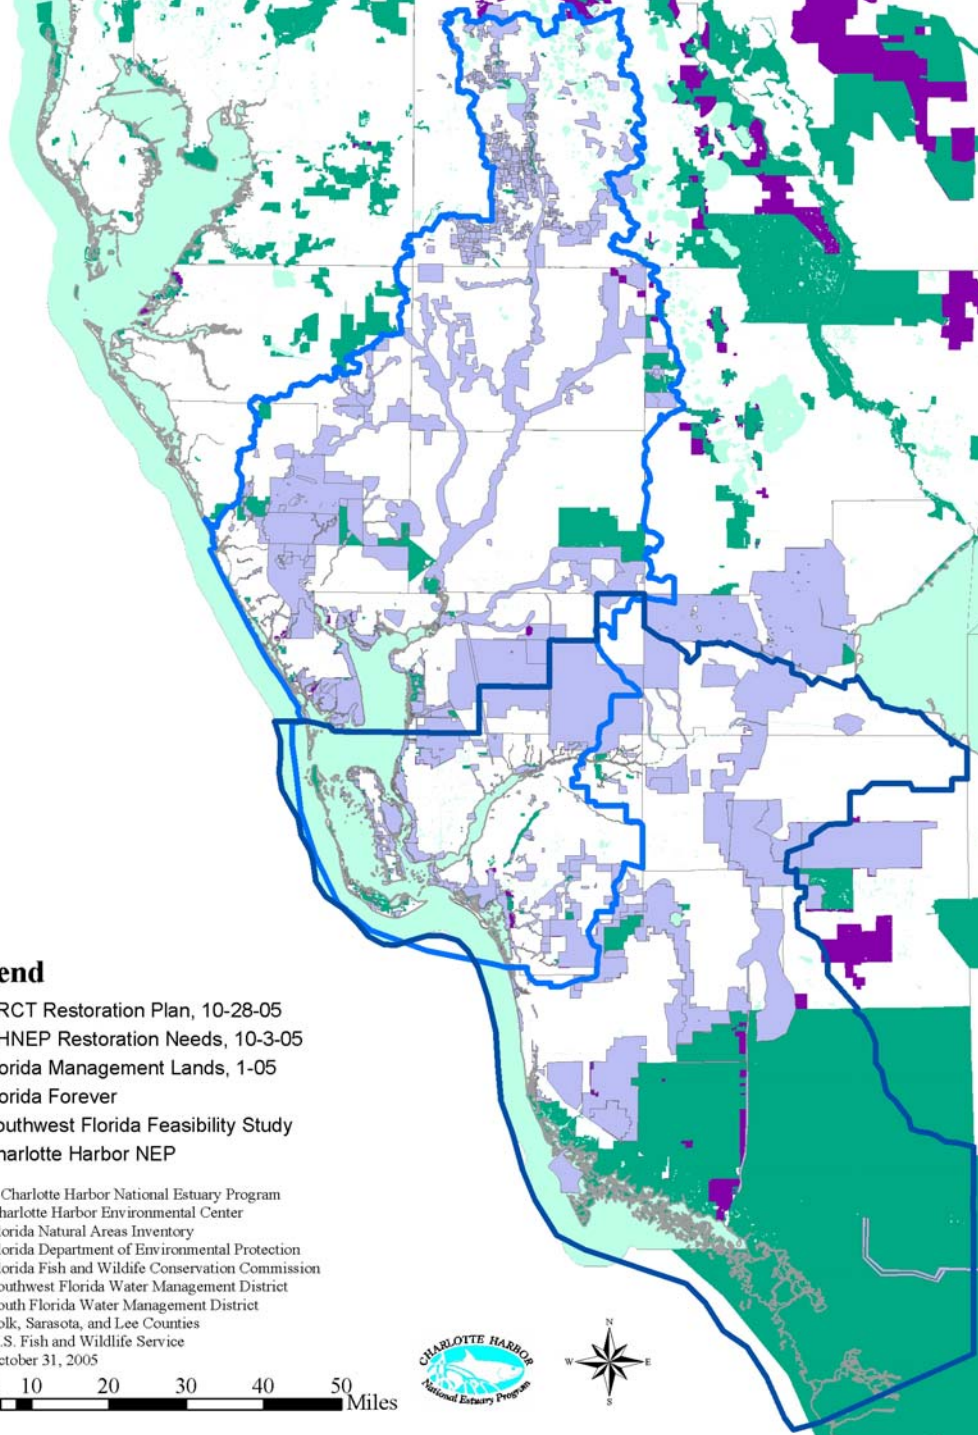 end
RCT Restoration Plan, 10-28-05
HNEP Restoration Needs, 10-3-05
orida Management Lands, 1-05
orida Forever
outhwest Florida Feasibility Study
harlotte Harbor NEP
Charlotte Harbor National Estuary Program
harlotte Harbor Environmental Center
lorida Natural Areas Inventory
lorida Department of Environmental Protection
lorida Fish and Wildife Conservation Commission
outhwest Florida Water Management District
outh Florida Water Management District
olk, Sarasota, and Lee Counties
.S. Fish and Wildlife Service
ctober 31, 2005
10 20 30 40 50 Miles
CHARLOTTE HARBOR
National Estuary Program
N
W E
S